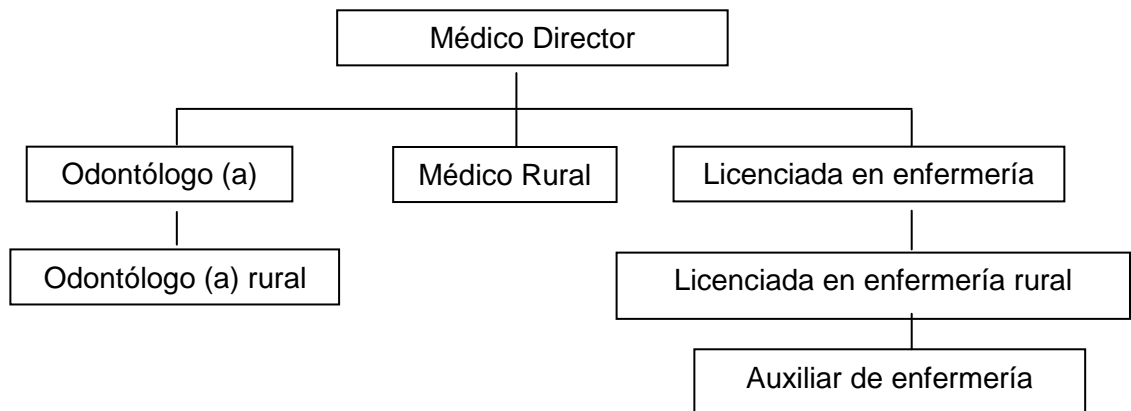 Médico Director
Odontólogo (a)
Médico Rural
Licenciada en enfermería
Odontólogo (a) rural
Licenciada en enfermería rural
Auxiliar de enfermería